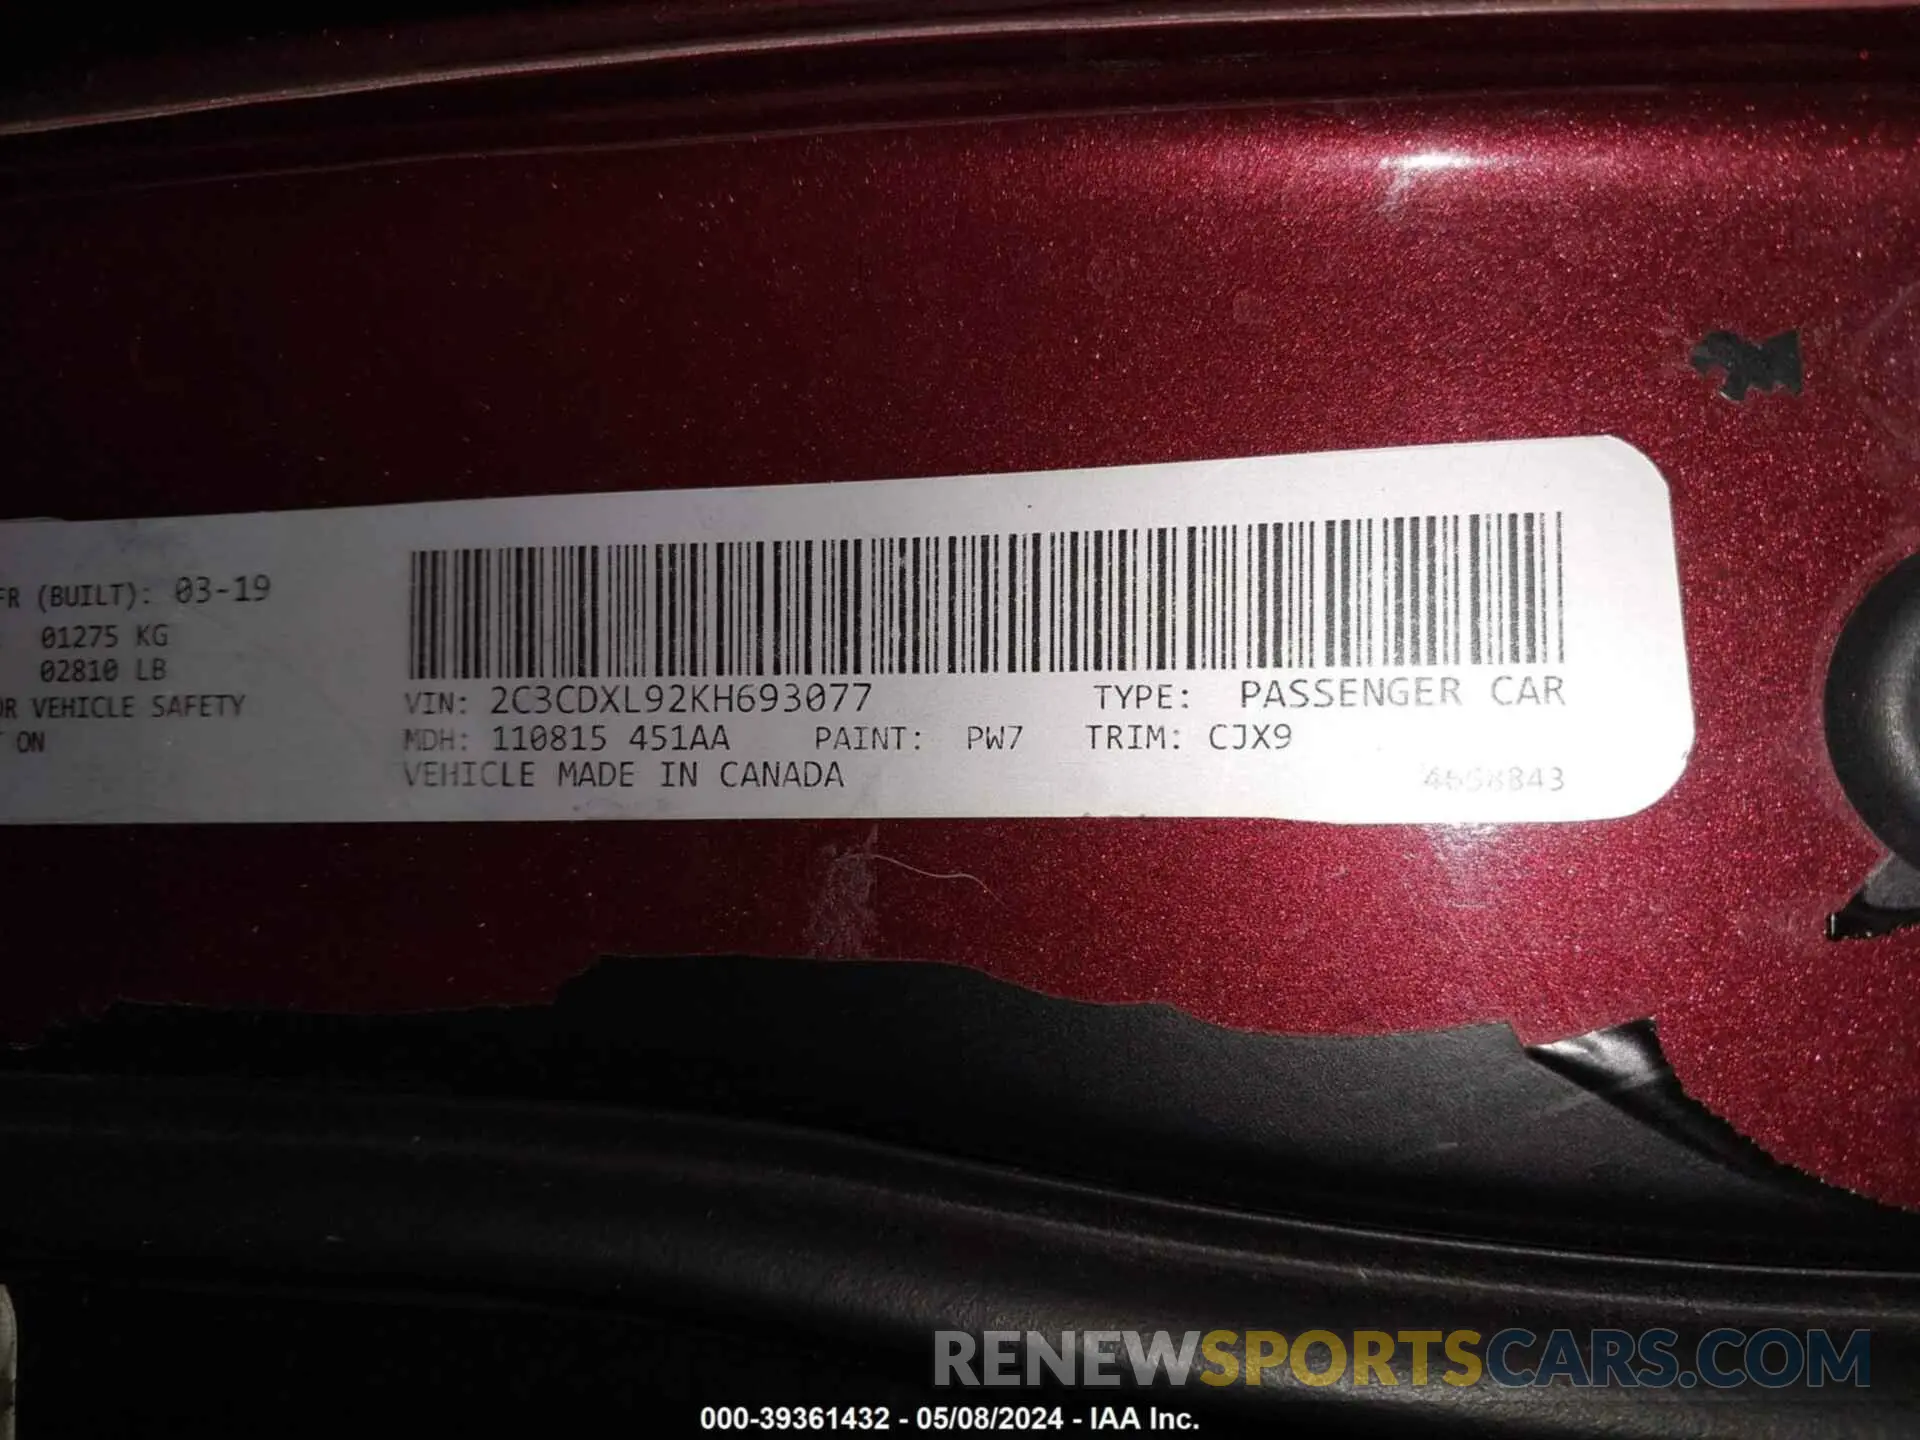 FR (BUILT): 03-19
01275 KG
02810 LB
OR VEHICLE SAFETY
T ON
VIN: 2C3CDXL92KH693077 TYPE: PASSENGER CAR
MDH: 110815 451AA PAINT: PW7 TRIM: CJX9
VEHICLE MADE IN CANADA 4658843
RENEWSPORTSCARS.COM
000-39361432 - 05/08/2024 - IAA Inc.